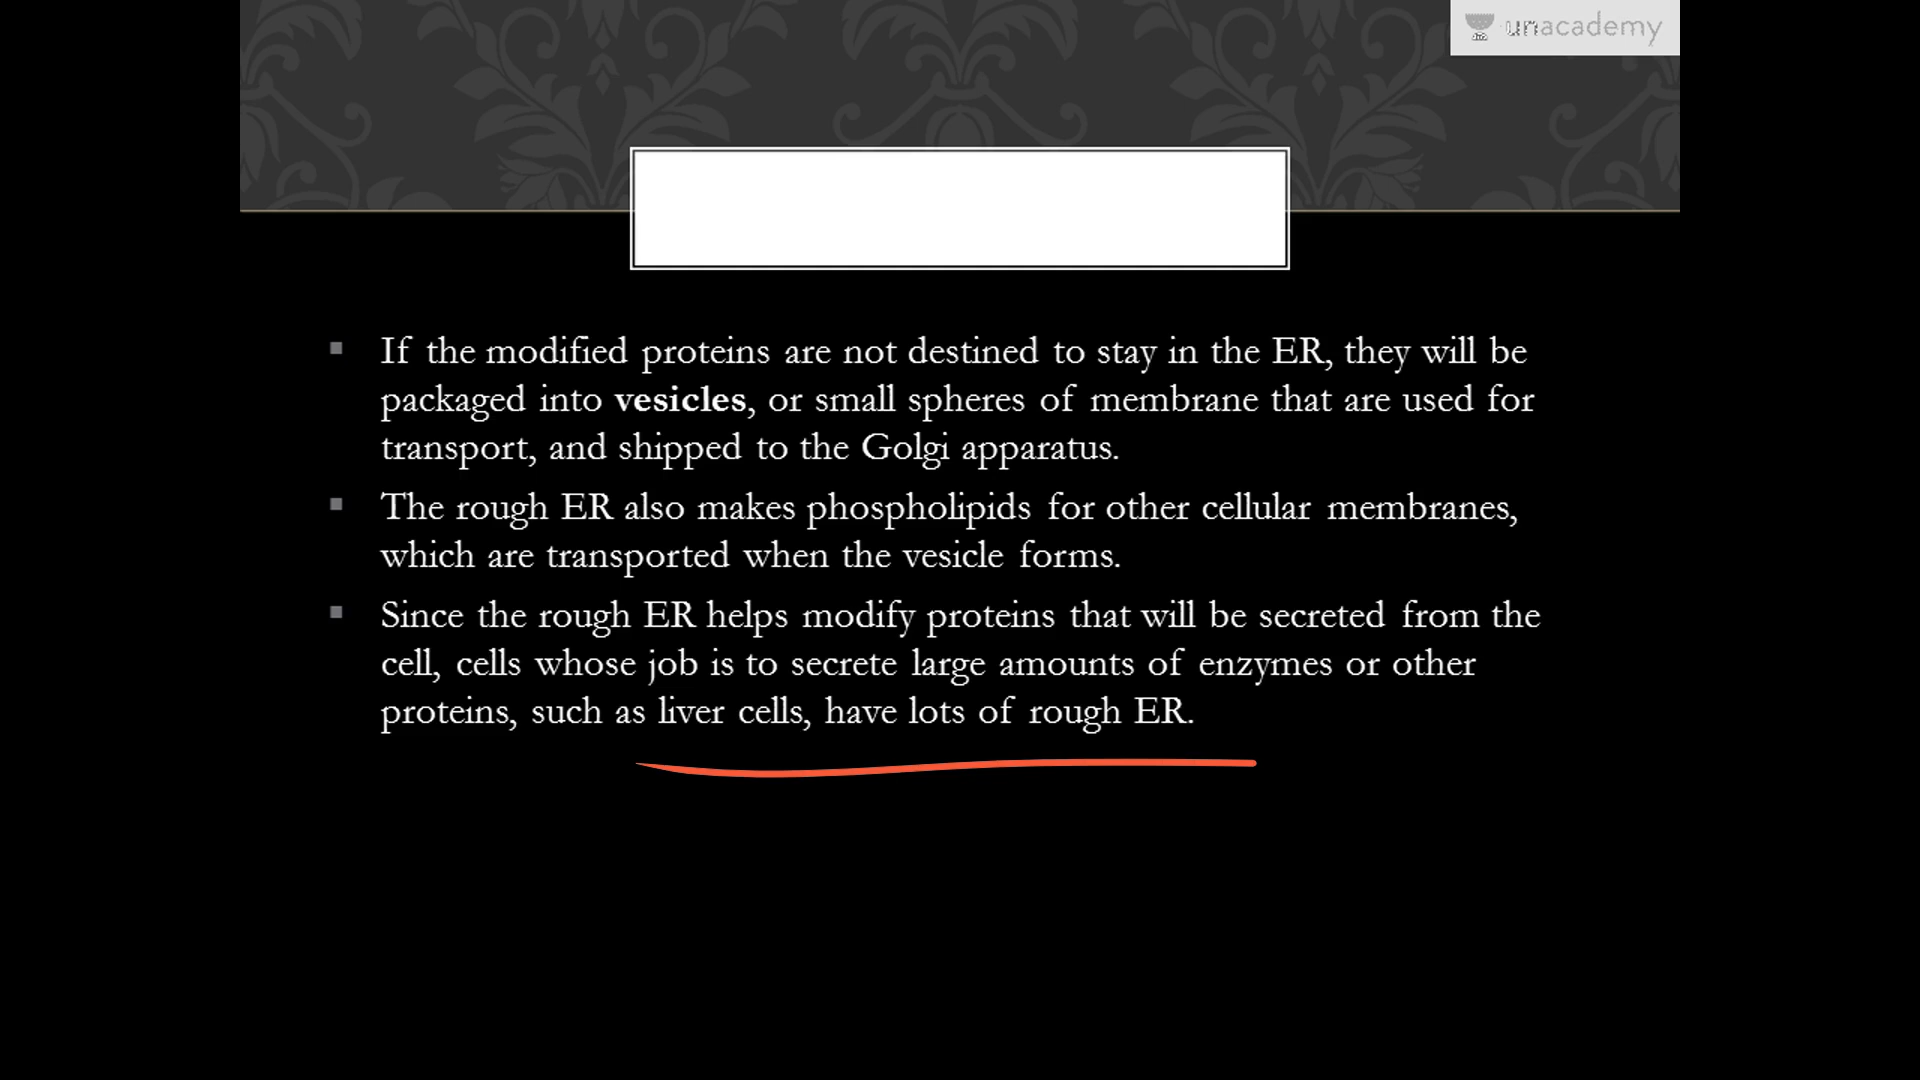 unacademy
If the modified proteins are not destined to stay in the ER, they will be
packaged into vesicles, or small spheres of membrane that are used for
transport, and shipped to the Golgi apparatus.
The rough ER also makes phospholipids for other cellular membranes,
which are transported when the vesicle forms.
Since the rough ER helps modify proteins that will be secreted from the
cell, cells whose job is to secrete large amounts of enzymes or other
proteins, such as liver cells, have lots of rough ER.